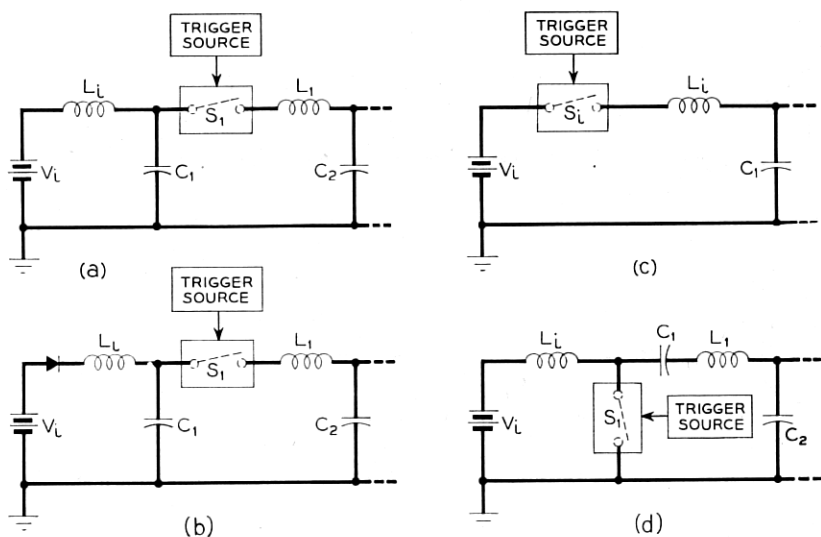 TRIGGER
SOURCE
Li
S1
L1
Vi
C1
C2
(a)
TRIGGER
SOURCE
Si
Li
Vi
C1
(c)
TRIGGER
SOURCE
Li
S1
L1
Vi
C1
C2
(b)
Li
C1
L1
S1
TRIGGER
SOURCE
Vi
C2
(d)